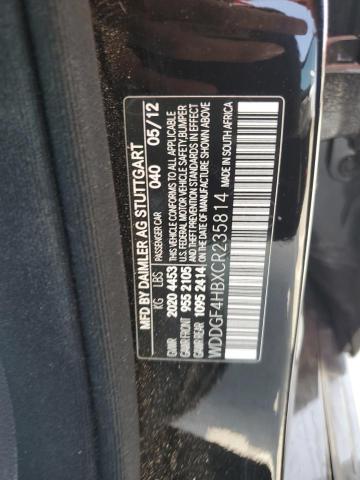 MFD BY DAIMLER AG STUTTGART
PASSENGER CAR 040 05/12
KG LBS
GMWR 2020 4453
GAWR FRONT 955 2105
GAWR REAR 1095 2414
THIS VEHICLE CONFORMS TO ALL APPLICABLE
U.S. FEDERAL MOTOR VEHICLE SAFETY, BUMPER
AND THEFT PREVENTION STANDARDS IN EFFECT
ON THE DATE OF MANUFACTURE SHOWN ABOVE.
MADE IN SOUTH AFRICA
WDDGF4HBXCR235814